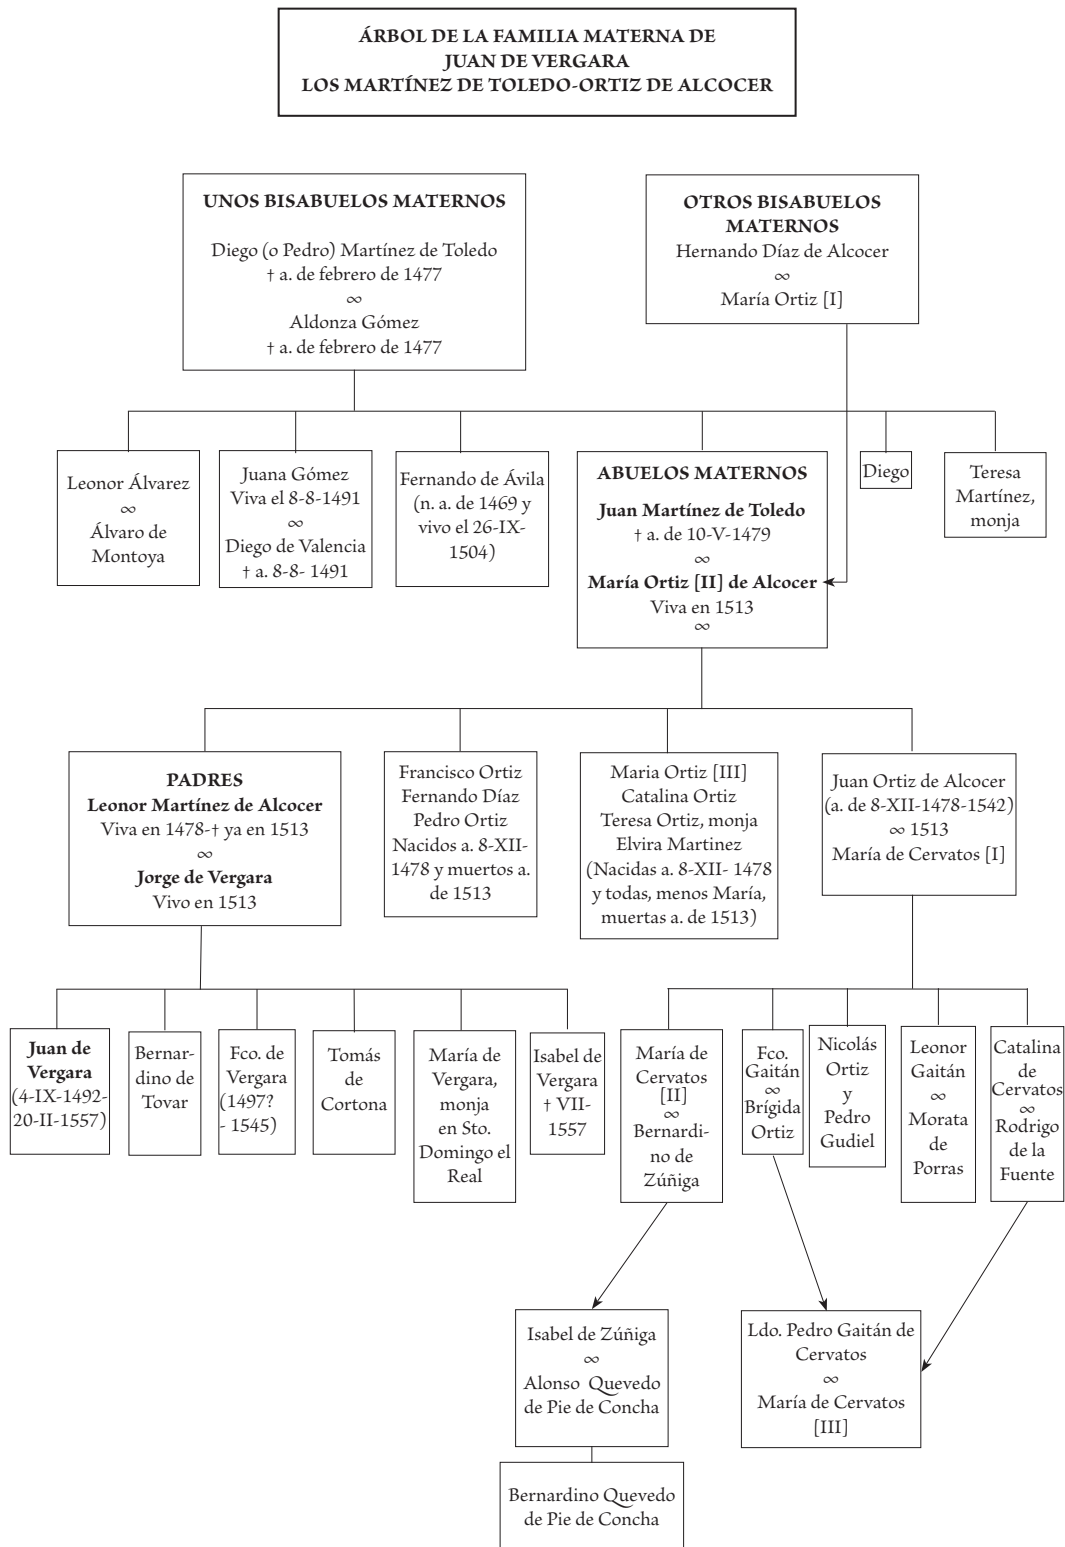 ÁRBOL DE LA FAMILIA MATERNA DE
JUAN DE VERGARA
LOS MARTÍNEZ DE TOLEDO-ORTIZ DE ALCOCER
UNOS BISABUELOS MATERNOS
Diego (o Pedro) Martínez de Toledo
† a. de febrero de 1477
∞
Aldonza Gómez
† a. de febrero de 1477
OTROS BISABUELOS
MATERNOS
Hernando Díaz de Alcocer
∞
María Ortiz [I]
Leonor Álvarez
∞
Álvaro de
Montoya
Juana Gómez
Viva el 8-8-1491
∞
Diego de Valencia
† a. 8-8- 1491
Fernando de Ávila
(n. a. de 1469 y
vivo el 26-IX-
1504)
ABUELOS MATERNOS
Juan Martínez de Toledo
† a. de 10-V-1479
∞
María Ortiz [II] de Alcocer
Viva en 1513
∞
Diego
Teresa
Martínez,
monja
PADRES
Leonor Martínez de Alcocer
Viva en 1478-† ya en 1513
∞
Jorge de Vergara
Vivo en 1513
Francisco Ortiz
Fernando Díaz
Pedro Ortiz
Nacidos a. 8-XII-
1478 y muertos a.
de 1513
Maria Ortiz [III]
Catalina Ortiz
Teresa Ortiz, monja
Elvira Martinez
(Nacidas a. 8-XII- 1478
y todas, menos María,
muertas a. de 1513)
Juan Ortiz de Alcocer
(a. de 8-XII-1478-1542)
∞ 1513
María de Cervatos [I]
Juan de
Vergara
(4-IX-1492-
20-II-1557)
Bernar-
dino de
Tovar
Fco. de
Vergara
(1497?
- 1545)
Tomás
de
Cortona
María de
Vergara,
monja
en Sto.
Domingo el
Real
Isabel de
Vergara
† VII-
1557
María de
Cervatos
[II]
∞
Bernardi-
no de
Zúñiga
Fco.
Gaitán
∞
Brígida
Ortiz
Nicolás
Ortiz
y
Pedro
Gudiel
Leonor
Gaitán
∞
Morata
de
Porras
Catalina
de
Cervatos
∞
Rodrigo
de la
Fuente
Isabel de Zúñiga
∞
Alonso Quevedo
de Pie de Concha
Ldo. Pedro Gaitán de
Cervatos
∞
María de Cervatos
[III]
Bernardino Quevedo
de Pie de Concha